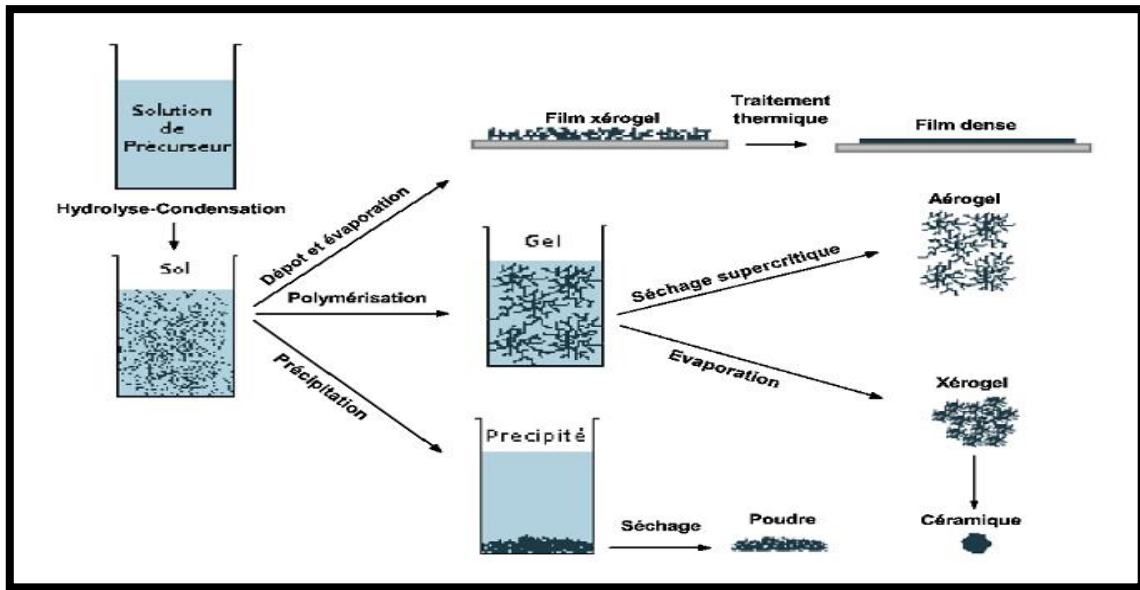 Solution
de
Précurseur
Hydrolyse-Condensation
Sol
Dépot et évaporation
Polymérisation
Précipitation
Film xérogel
Traitement
thermique
Film dense
Gel
Séchage supercritique
Evaporation
Aérogel
Xérogel
Céramique
Precipité
Séchage
Poudre